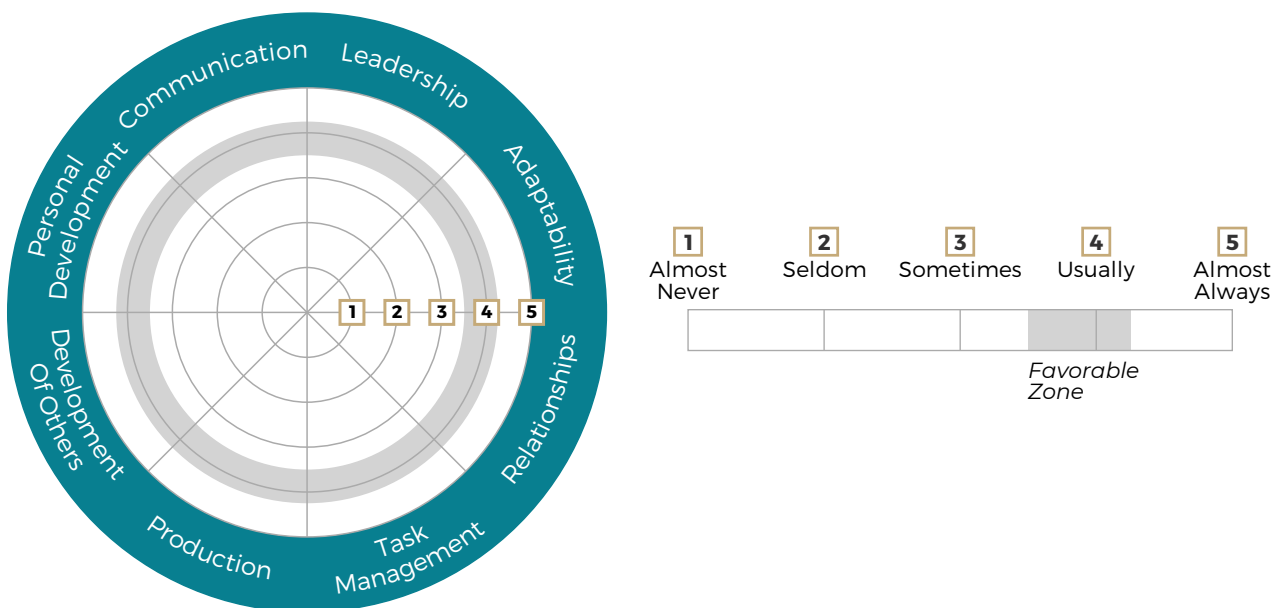 Communication
Leadership
Adaptability
Relationships
Task
Management
Production
Development
Of Others
Personal
Development
1 2 3 4 5
1 2 3 4 5
Almost
Never
Seldom
Sometimes
Usually
Almost
Always
Favorable
Zone